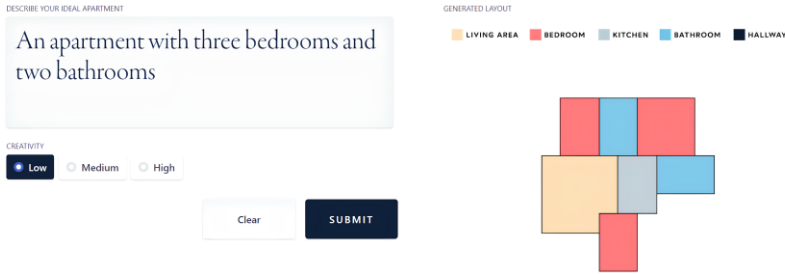 DESCRIBE YOUR IDEAL APARTMENT
An apartment with three bedrooms and
two bathrooms
CREATIVITY
Low
Medium
High
Clear
SUBMIT
GENERATED LAYOUT
LIVING AREA
BEDROOM
KITCHEN
BATHROOM
HALLWAY